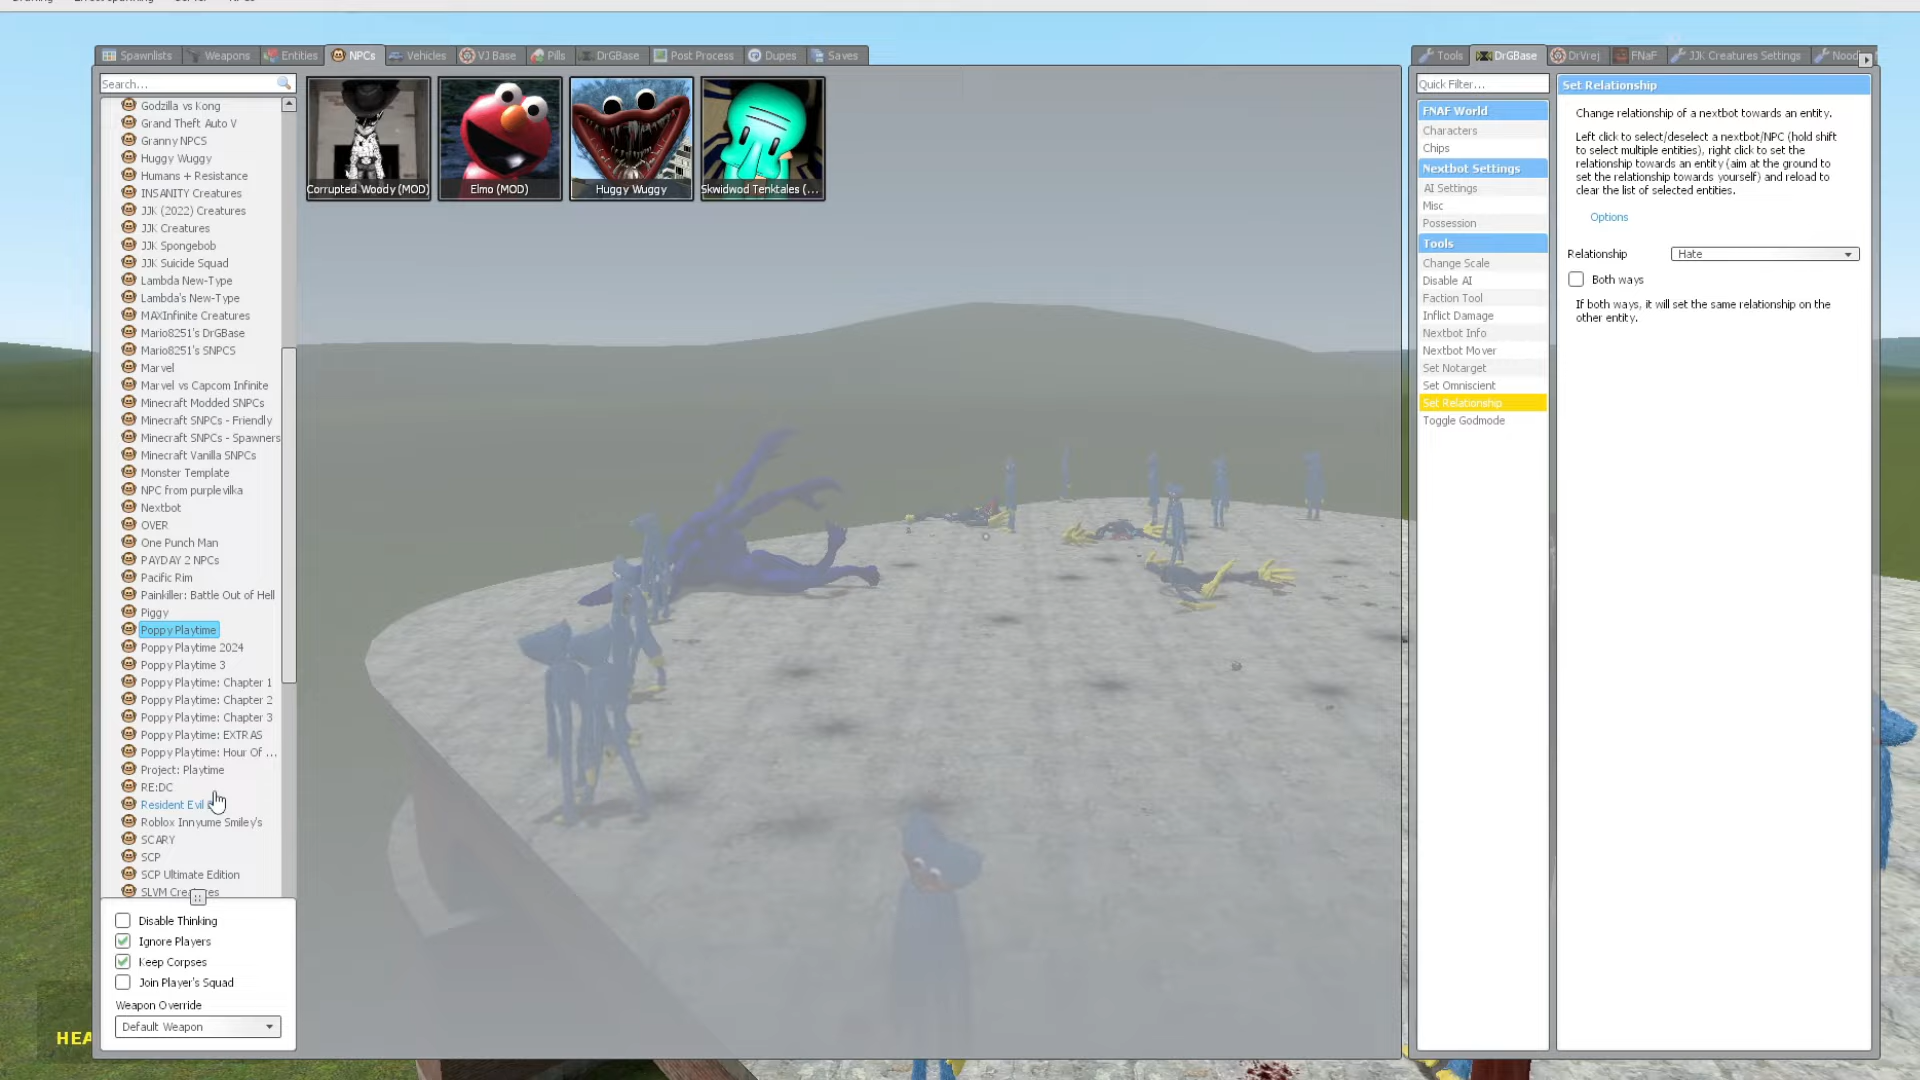 Spawnlists
Weapons
Entities
NPCs
Vehicles
VJ Base
Pills
DrGBase
Post Process
Dupes
Saves
Search...
Godzilla vs Kong
Grand Theft Auto V
Granny NPCS
Huggy Wuggy
Humans + Resistance
INSANITY Creatures
JJK (2022) Creatures
JJK Creatures
JJK Spongebob
JJK Suicide Squad
Lambda New-Type
Lambda's New-Type
MAXInfinite Creatures
Mario8251's DrGBase
Mario8251's SNPCS
Marvel
Marvel vs Capcom Infinite
Minecraft Modded SNPCs
Minecraft SNPCs - Friendly
Minecraft SNPCs - Spawners
Minecraft Vanilla SNPCs
Monster Template
NPC from purplevilka
Nextbot
OVER
One Punch Man
PAYDAY 2 NPCs
Pacific Rim
Painkiller: Battle Out of Hell
Piggy
Poppy Playtime
Poppy Playtime 2024
Poppy Playtime 3
Poppy Playtime: Chapter 1
Poppy Playtime: Chapter 2
Poppy Playtime: Chapter 3
Poppy Playtime: EXTRAS
Poppy Playtime: Hour Of ...
Project: Playtime
RE:DC
Resident Evil
Roblox Innyume Smiley's
SCARY
SCP
SCP Ultimate Edition
SLVM Creatures
Disable Thinking
Ignore Players
Keep Corpses
Join Player's Squad
Weapon Override
Default Weapon
HEA
Corrupted Woody (MOD)
Elmo (MOD)
Huggy Wuggy
Skwidwod Tenktales (...
Tools
DrGBase
DrVrej
FNaF
JJK Creatures Settings
Nood
Quick Filter...
FNAF World
Characters
Chips
Nextbot Settings
AI Settings
Misc
Possession
Tools
Change Scale
Disable AI
Faction Tool
Inflict Damage
Nextbot Info
Nextbot Mover
Set Notarget
Set Omniscient
Set Relationship
Toggle Godmode
Set Relationship
Change relationship of a nextbot towards an entity.
Left click to select/deselect a nextbot/NPC (hold shift
to select multiple entities), right click to set the
relationship towards an entity (aim at the ground to
set the relationship towards yourself) and reload to
clear the list of selected entities.
Options
Relationship
Hate
Both ways
If both ways, it will set the same relationship on the
other entity.